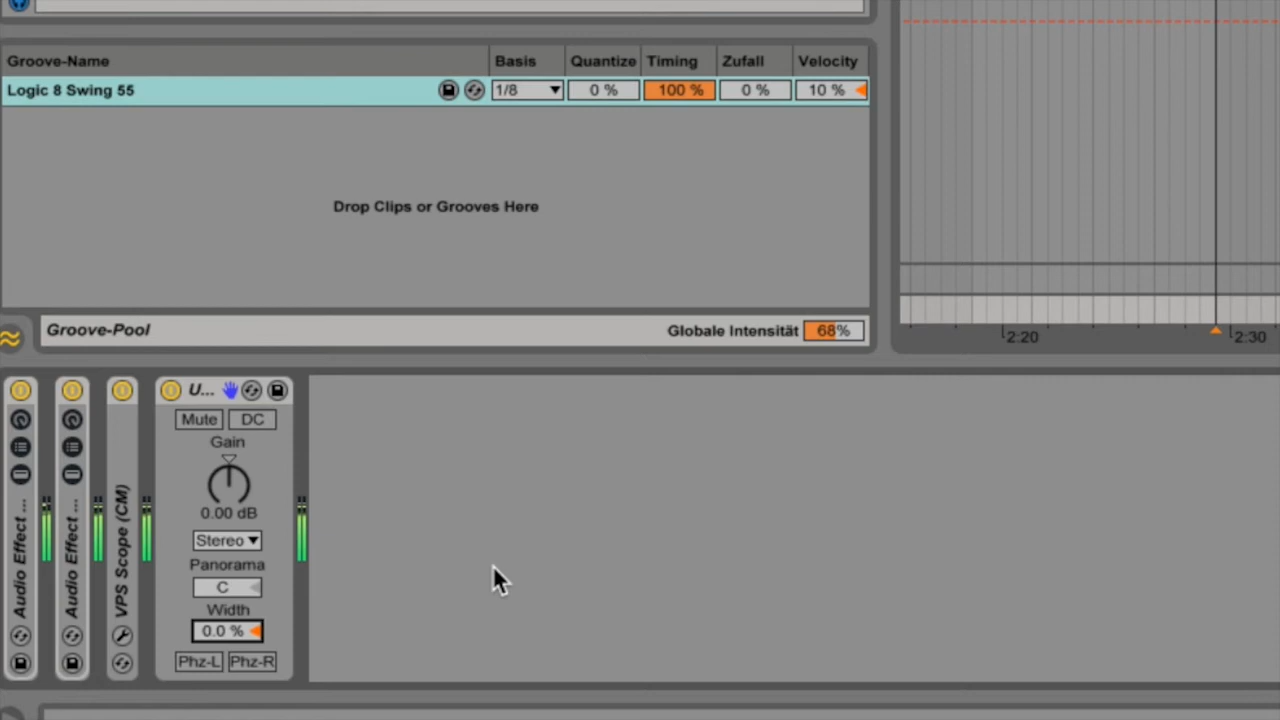 Groove-Name Basis Quantize Timing Zufall Velocity
Logic 8 Swing 55 1/8 0 % 100 % 0 % 10 %
Drop Clips or Grooves Here
Groove-Pool Globale Intensität 68%
2:20 2:30
Audio Effect ...
Audio Effect ...
VPS Scope (CM)
U...
Mute DC
Gain
0.00 dB
Stereo
Panorama
C
Width
0.0 %
Phz-L Phz-R